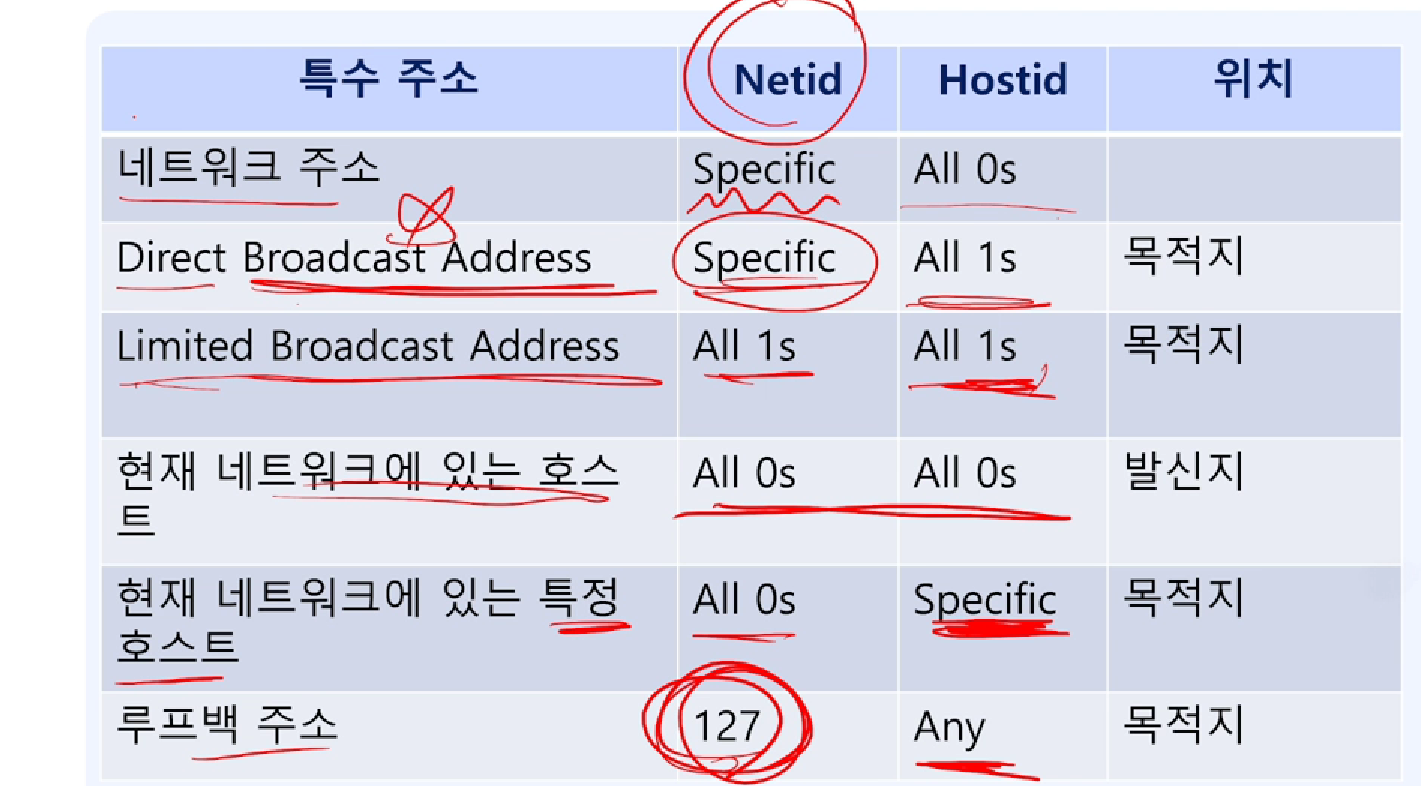 특수 주소 Netid Hostid 위치
네트워크 주소 Specific All 0s
Direct Broadcast Address Specific All 1s 목적지
Limited Broadcast Address All 1s All 1s 목적지
현재 네트워크에 있는 호스 All 0s All 0s 발신지
트
현재 네트워크에 있는 특정 All 0s Specific 목적지
호스트
루프백 주소 127 Any 목적지